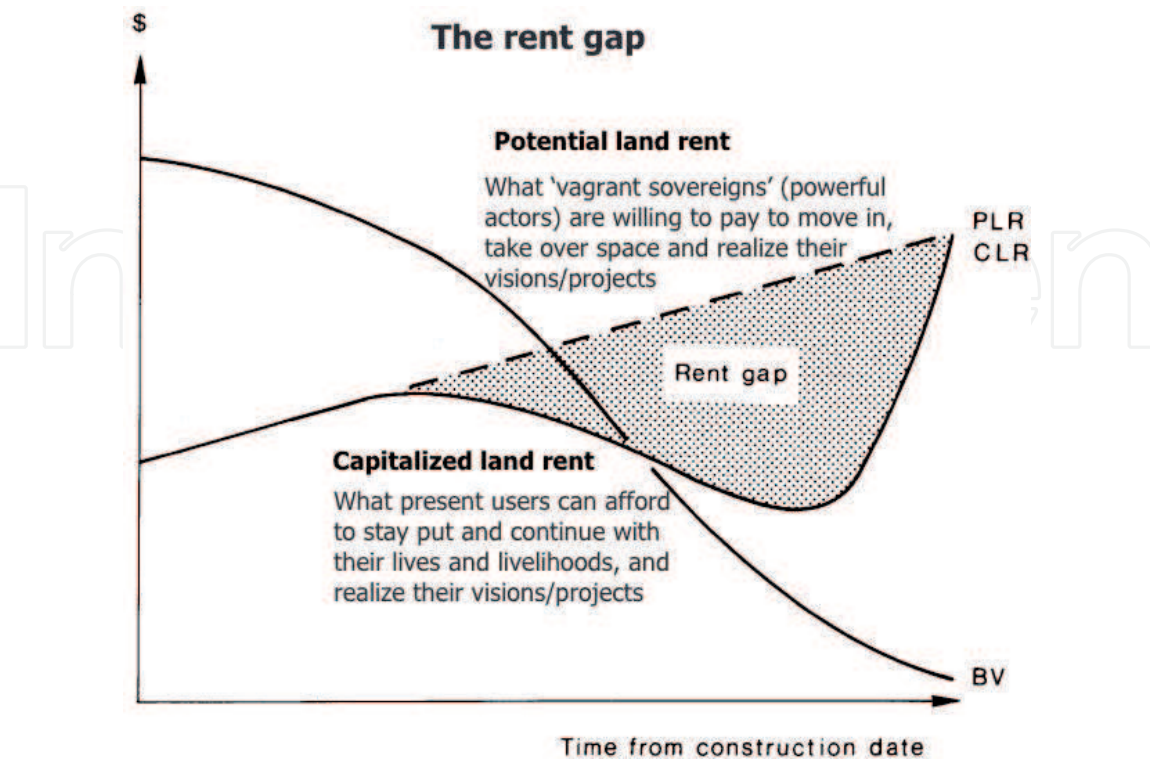 $
The rent gap
Potential land rent
What ‘vagrant sovereigns’ (powerful
actors) are willing to pay to move in,
take over space and realize their
visions/projects
PLR
CLR
Rent gap
Capitalized land rent
What present users can afford
to stay put and continue with
their lives and livelihoods, and
realize their visions/projects
BV
Time from construction date